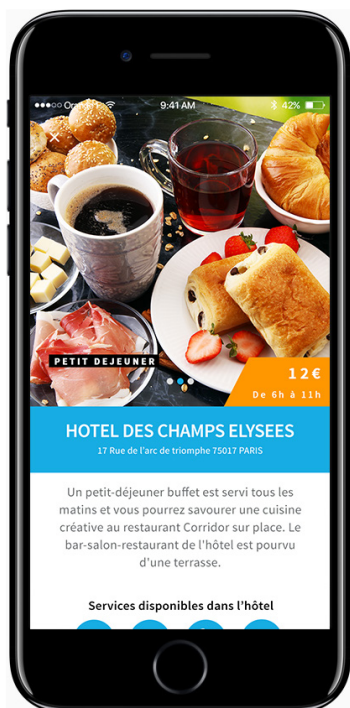 9:41 AM
42%
PETIT DEJEUNER
12€
De 6h à 11h
HOTEL DES CHAMPS ELYSEES
17 Rue de l'arc de triomphe 75017 PARIS
Un petit-déjeuner buffet est servi tous les
matins et vous pourrez savourer une cuisine
créative au restaurant Corridor sur place. Le
bar-salon-restaurant de l'hôtel est pourvu
d'une terrasse.
Services disponibles dans l'hôtel